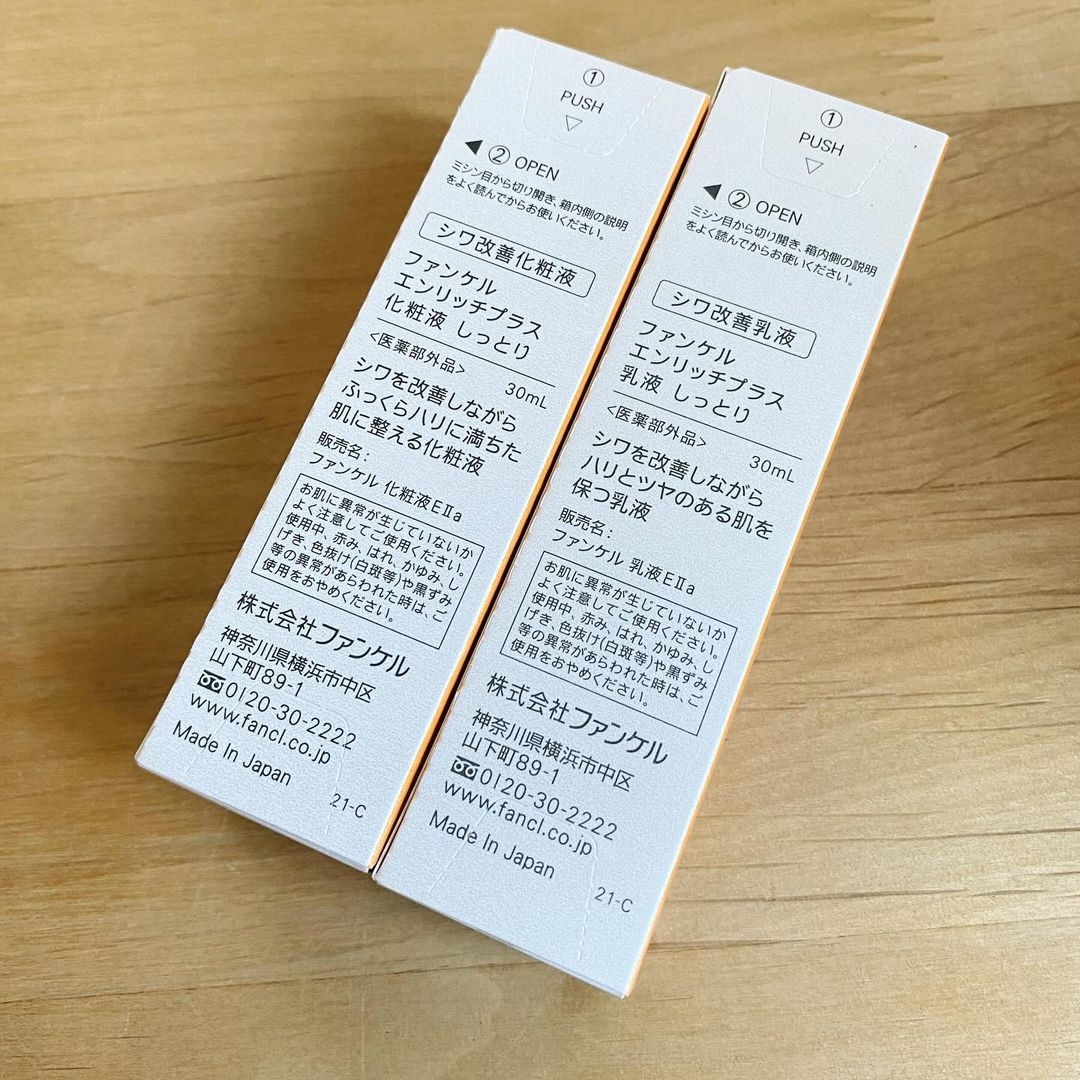 ①
PUSH
▽
◀ ② OPEN
ミシン目から切り開き、箱内側の説明
をよく読んでからお使いください。
シワ改善化粧液
ファンケル
エンリッチプラス
化粧液 しっとり
<医薬部外品> 30mL
シワを改善しながら
ふっくらハリに満ちた
肌に整える化粧液
販売名:
ファンケル 化粧液EⅡa
お肌に異常が生じていないか
よく注意してご使用ください。
使用中、赤み、はれ、かゆみ、し
げき、色抜け(白斑等)や黒ずみ
等の異常があらわれた時は、ご
使用をおやめください。
株式会社ファンケル
神奈川県横浜市中区
山下町89-1
0120-30-2222
www.fancl.co.jp
Made In Japan
21-C
①
PUSH
▽
◀ ② OPEN
ミシン目から切り開き、箱内側の説明
をよく読んでからお使いください。
シワ改善乳液
ファンケル
エンリッチプラス
乳液 しっとり
<医薬部外品> 30mL
シワを改善しながら
ハリとツヤのある肌を
保つ乳液
販売名:
ファンケル 乳液EⅡa
お肌に異常が生じていないか
よく注意してご使用ください。
使用中、赤み、はれ、かゆみ、し
げき、色抜け(白斑等)や黒ずみ
等の異常があらわれた時は、ご
使用をおやめください。
株式会社ファンケル
神奈川県横浜市中区
山下町89-1
0120-30-2222
www.fancl.co.jp
Made In Japan
21-C